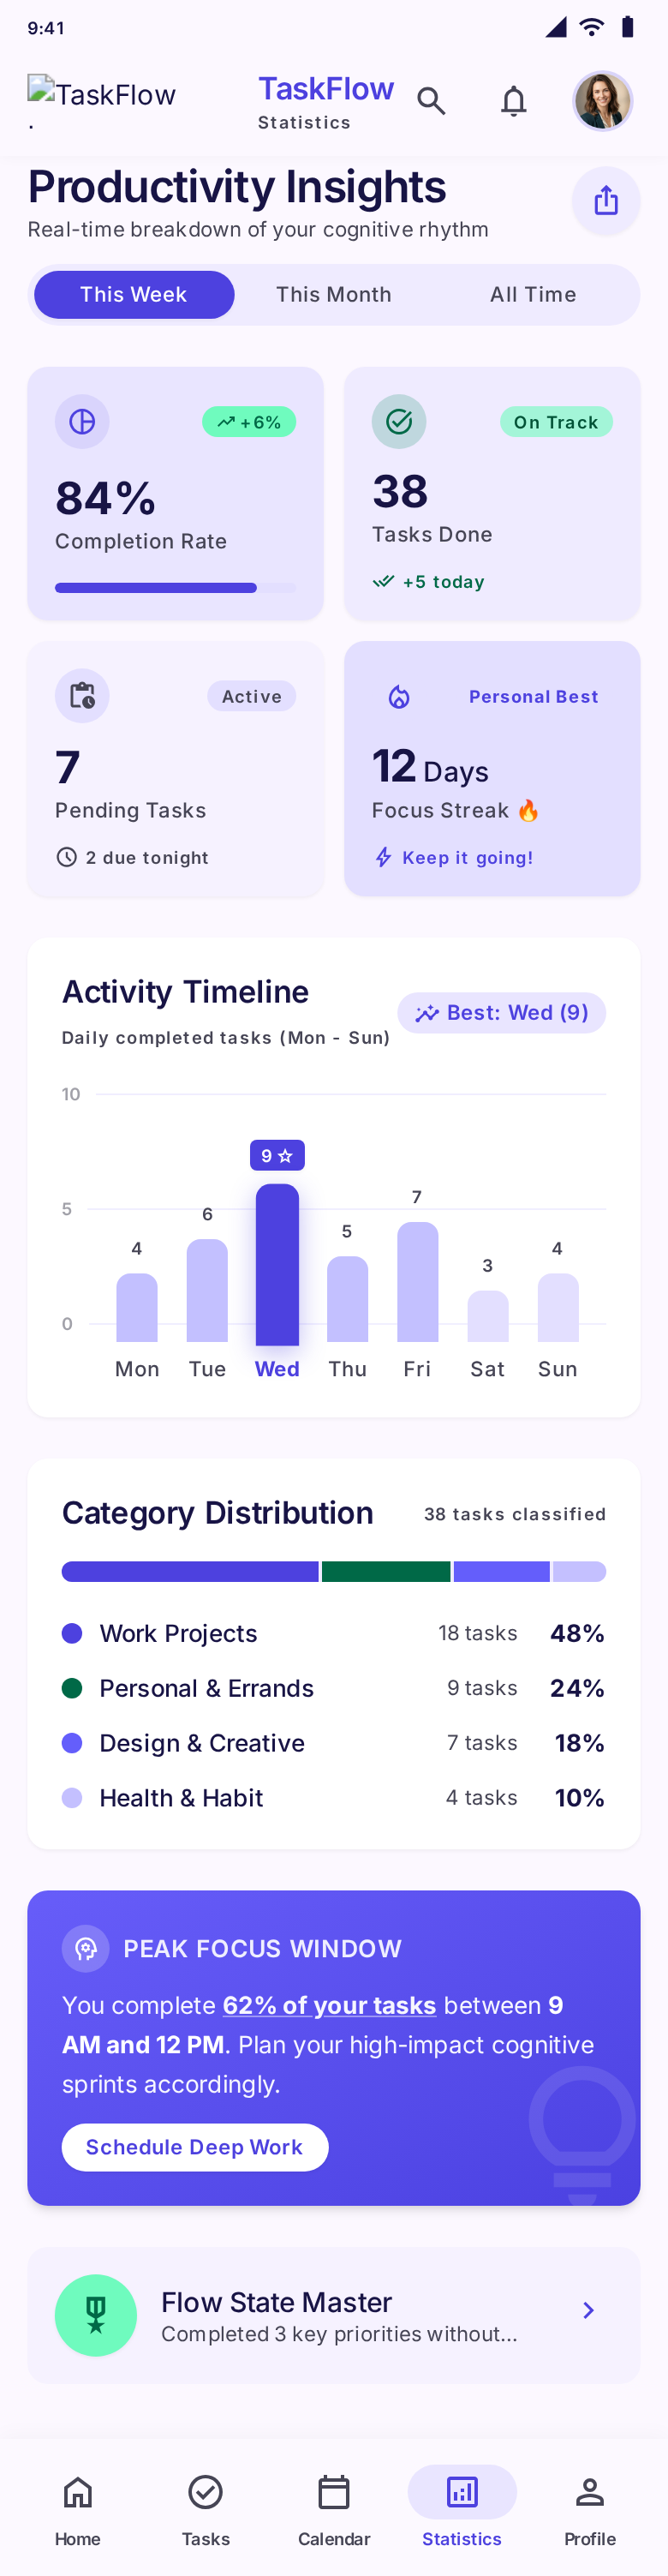 9:41
TaskFlow
.
TaskFlow
Statistics
Productivity Insights
Real-time breakdown of your cognitive rhythm
This Week
This Month
All Time
+6%
84%
Completion Rate
On Track
38
Tasks Done
+5 today
Active
7
Pending Tasks
2 due tonight
Personal Best
12 Days
Focus Streak 🔥
Keep it going!
Activity Timeline
Daily completed tasks (Mon - Sun)
Best: Wed (9)
10
5
0
4
6
9
5
7
3
4
Mon
Tue
Wed
Thu
Fri
Sat
Sun
Category Distribution
38 tasks classified
Work Projects 18 tasks 48%
Personal & Errands 9 tasks 24%
Design & Creative 7 tasks 18%
Health & Habit 4 tasks 10%
PEAK FOCUS WINDOW
You complete 62% of your tasks between 9
AM and 12 PM. Plan your high-impact cognitive
sprints accordingly.
Schedule Deep Work
Flow State Master
Completed 3 key priorities without...
Home
Tasks
Calendar
Statistics
Profile